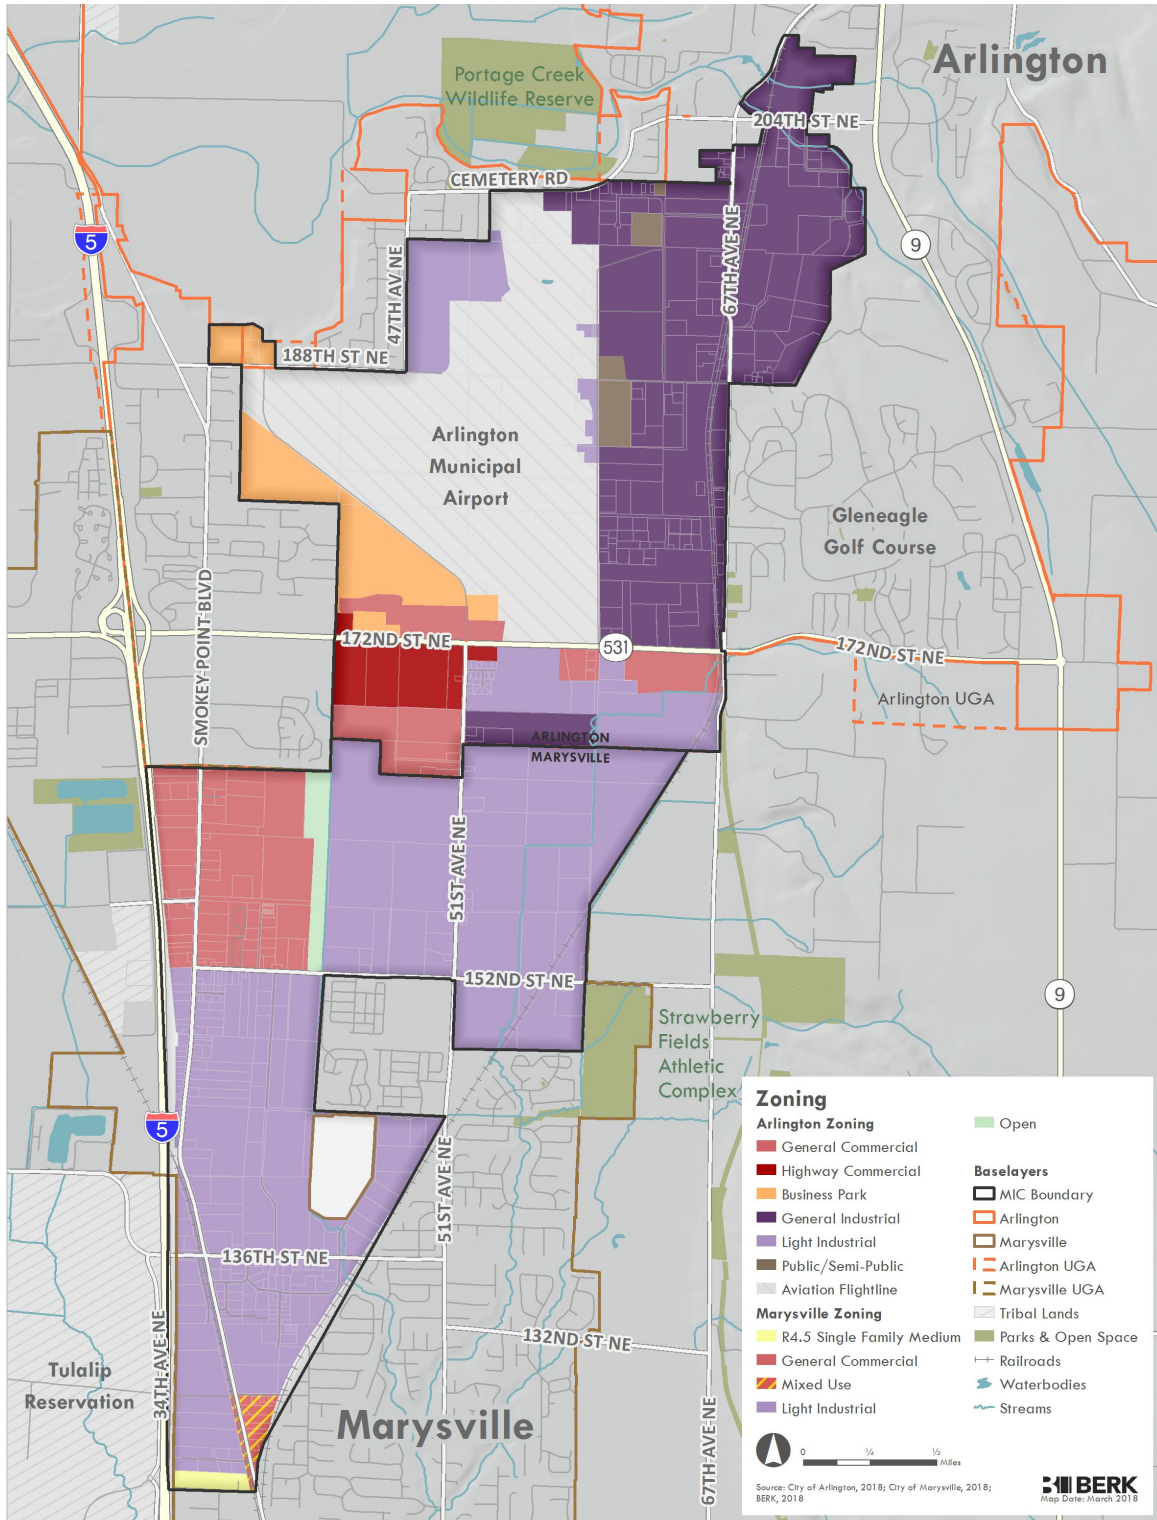 Arlington
Portage Creek
Wildlife Reserve
204TH ST NE
CEMETERY RD
5
47TH AV NE
67TH AVE NE
9
188TH ST NE
Arlington
Municipal
Airport
Gleneagle
Golf Course
SMOKEY POINT BLVD
172ND ST NE
531
172ND ST NE
Arlington UGA
ARLINGTON
MARYSVILLE
51ST AVE NE
152ND ST NE
9
Strawberry
Fields
Athletic
Complex
5
51ST AVE NE
136TH ST NE
34TH AVE NE
132ND ST NE
Tulalip
Reservation
Marysville
67TH AVE NE
Zoning
Arlington Zoning
General Commercial
Highway Commercial
Business Park
General Industrial
Light Industrial
Public/Semi-Public
Aviation Flightline
Marysville Zoning
R4.5 Single Family Medium
General Commercial
Mixed Use
Light Industrial
Open
Baselayers
MIC Boundary
Arlington
Marysville
Arlington UGA
Marysville UGA
Tribal Lands
Parks & Open Space
Railroads
Waterbodies
Streams
0 ¼ ½
Miles
Source: City of Arlington, 2018; City of Marysville, 2018;
BERK, 2018
BERK
Map Date: March 2018